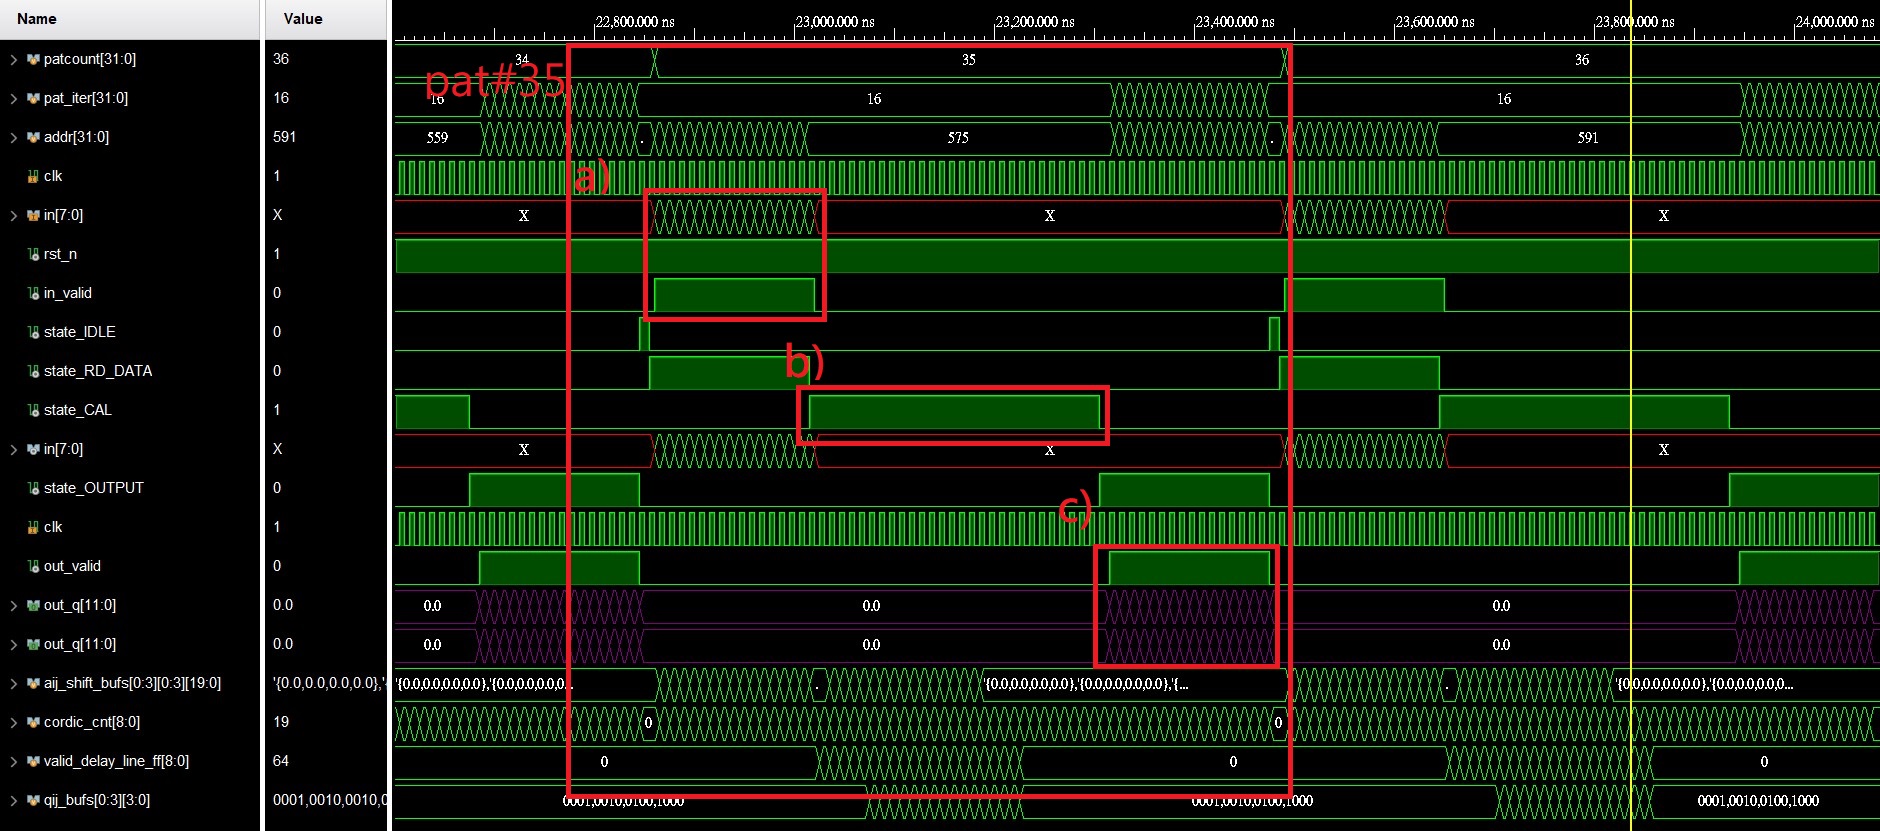 Name Value 22,800.000 ns 23,000.000 ns 23,200.000 ns 23,400.000 ns 23,600.000 ns 23,800.000 ns 24,000.000 ns
patcount[31:0] 36 34 35 36
pat#35
pat_iter[31:0] 16 16 16 16
addr[31:0] 591 559 . 575 . 591
clk 1
a)
in[7:0] X X X X
rst_n 1
in_valid 0
state_IDLE 0
b)
state_RD_DATA 0
state_CAL 1
in[7:0] X X X X
state_OUTPUT 0
c)
clk 1
out_valid 0
out_q[11:0] 0.0 0.0 0.0 0.0
out_q[11:0] 0.0 0.0 0.0 0.0
aij_shift_bufs[0:3][0:3][19:0] '{0.0,0.0,0.0,0.0},' '{0.0,0.0,0.0,0.0},'{0.0,0.0,0.0,0... . '{0.0,0.0,0.0,0.0},'{0.0,0.0,0.0,0.0},'{... . '{0.0,0.0,0.0,0.0},'{0.0,0.0,0.0,0...
cordic_cnt[8:0] 19 0 0
valid_delay_line_ff[8:0] 64 0 0 0
qij_bufs[0:3][3:0] 0001,0010,0010,0 0001,0010,0100,1000 0001,0010,0100,1000 0001,0010,0100,1000